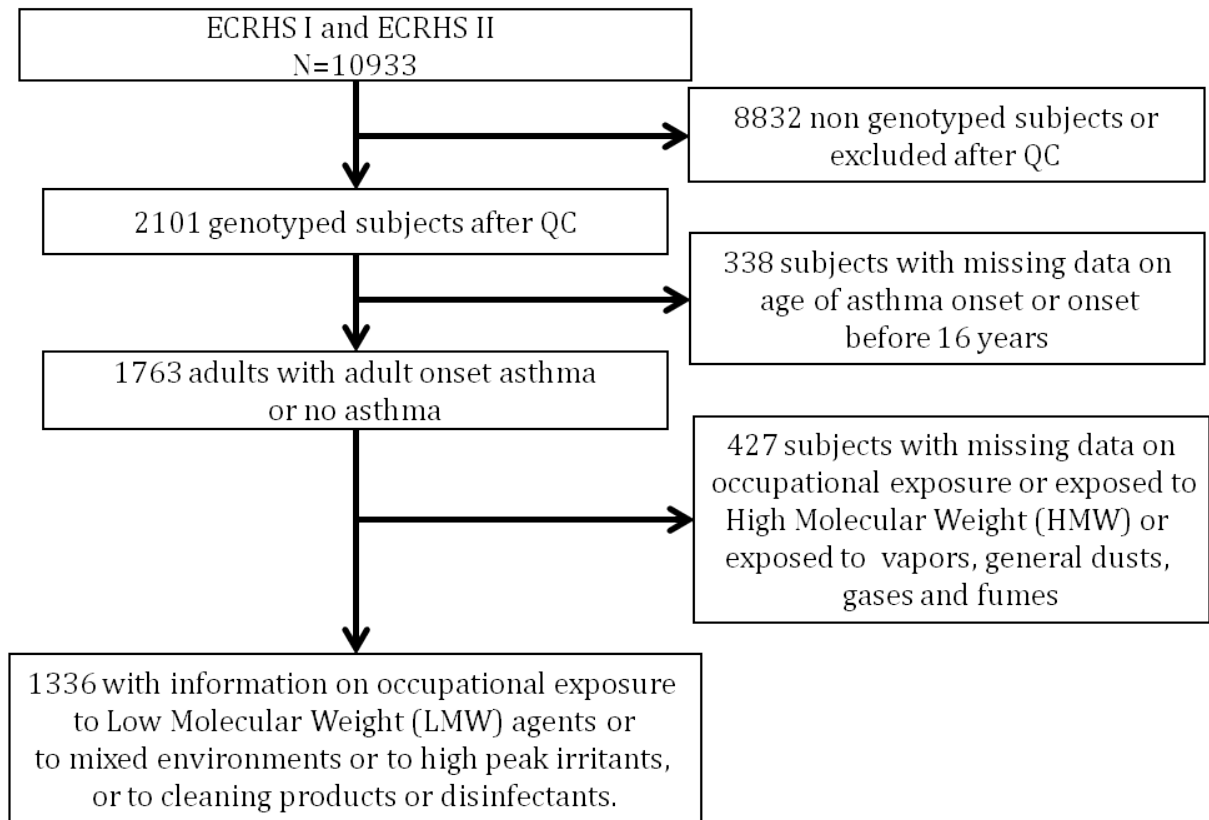 ECRHS I and ECRHS II
N=10933
8832 non genotyped subjects or
excluded after QC
2101 genotyped subjects after QC
338 subjects with missing data on
age of asthma onset or onset
before 16 years
1763 adults with adult onset asthma
or no asthma
427 subjects with missing data on
occupational exposure or exposed to
High Molecular Weight (HMW) or
exposed to vapors, general dusts,
gases and fumes
1336 with information on occupational exposure
to Low Molecular Weight (LMW) agents or
to mixed environments or to high peak irritants,
or to cleaning products or disinfectants.